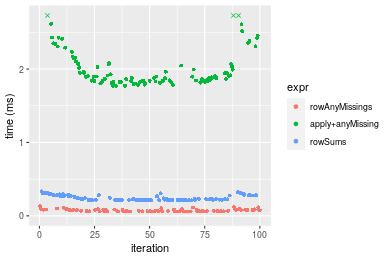 time (ms)
2
1
0
0
25
50
75
100
iteration
expr
rowAnyMissings
apply+anyMissing
rowSums